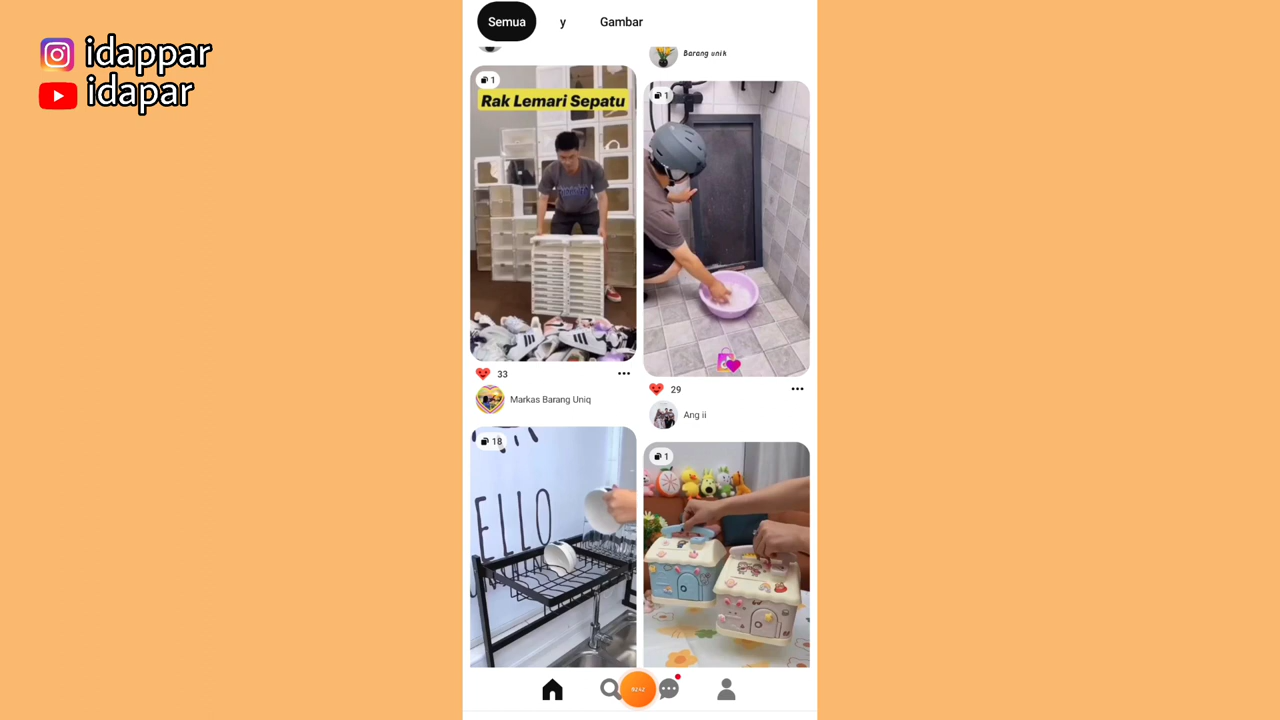 idappar
idapar
Semua
y
Gambar
Barang unik
1
Rak Lemari Sepatu
1
33
Markas Barang Uniq
29
Ang ii
18
ELLO
1